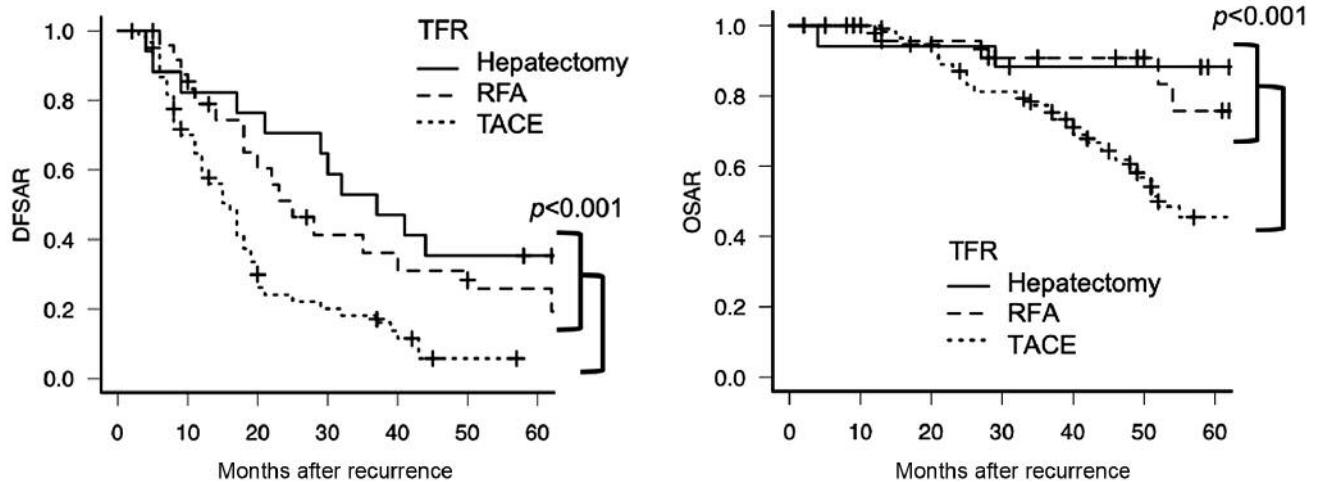 TFR
Hepatectomy
RFA
TACE
p<0.001
DFSAR
1.0
0.8
0.6
0.4
0.2
0.0
0 10 20 30 40 50 60
Months after recurrence
p<0.001
OSAR
1.0
0.8
0.6
0.4
0.2
0.0
TFR
Hepatectomy
RFA
TACE
0 10 20 30 40 50 60
Months after recurrence